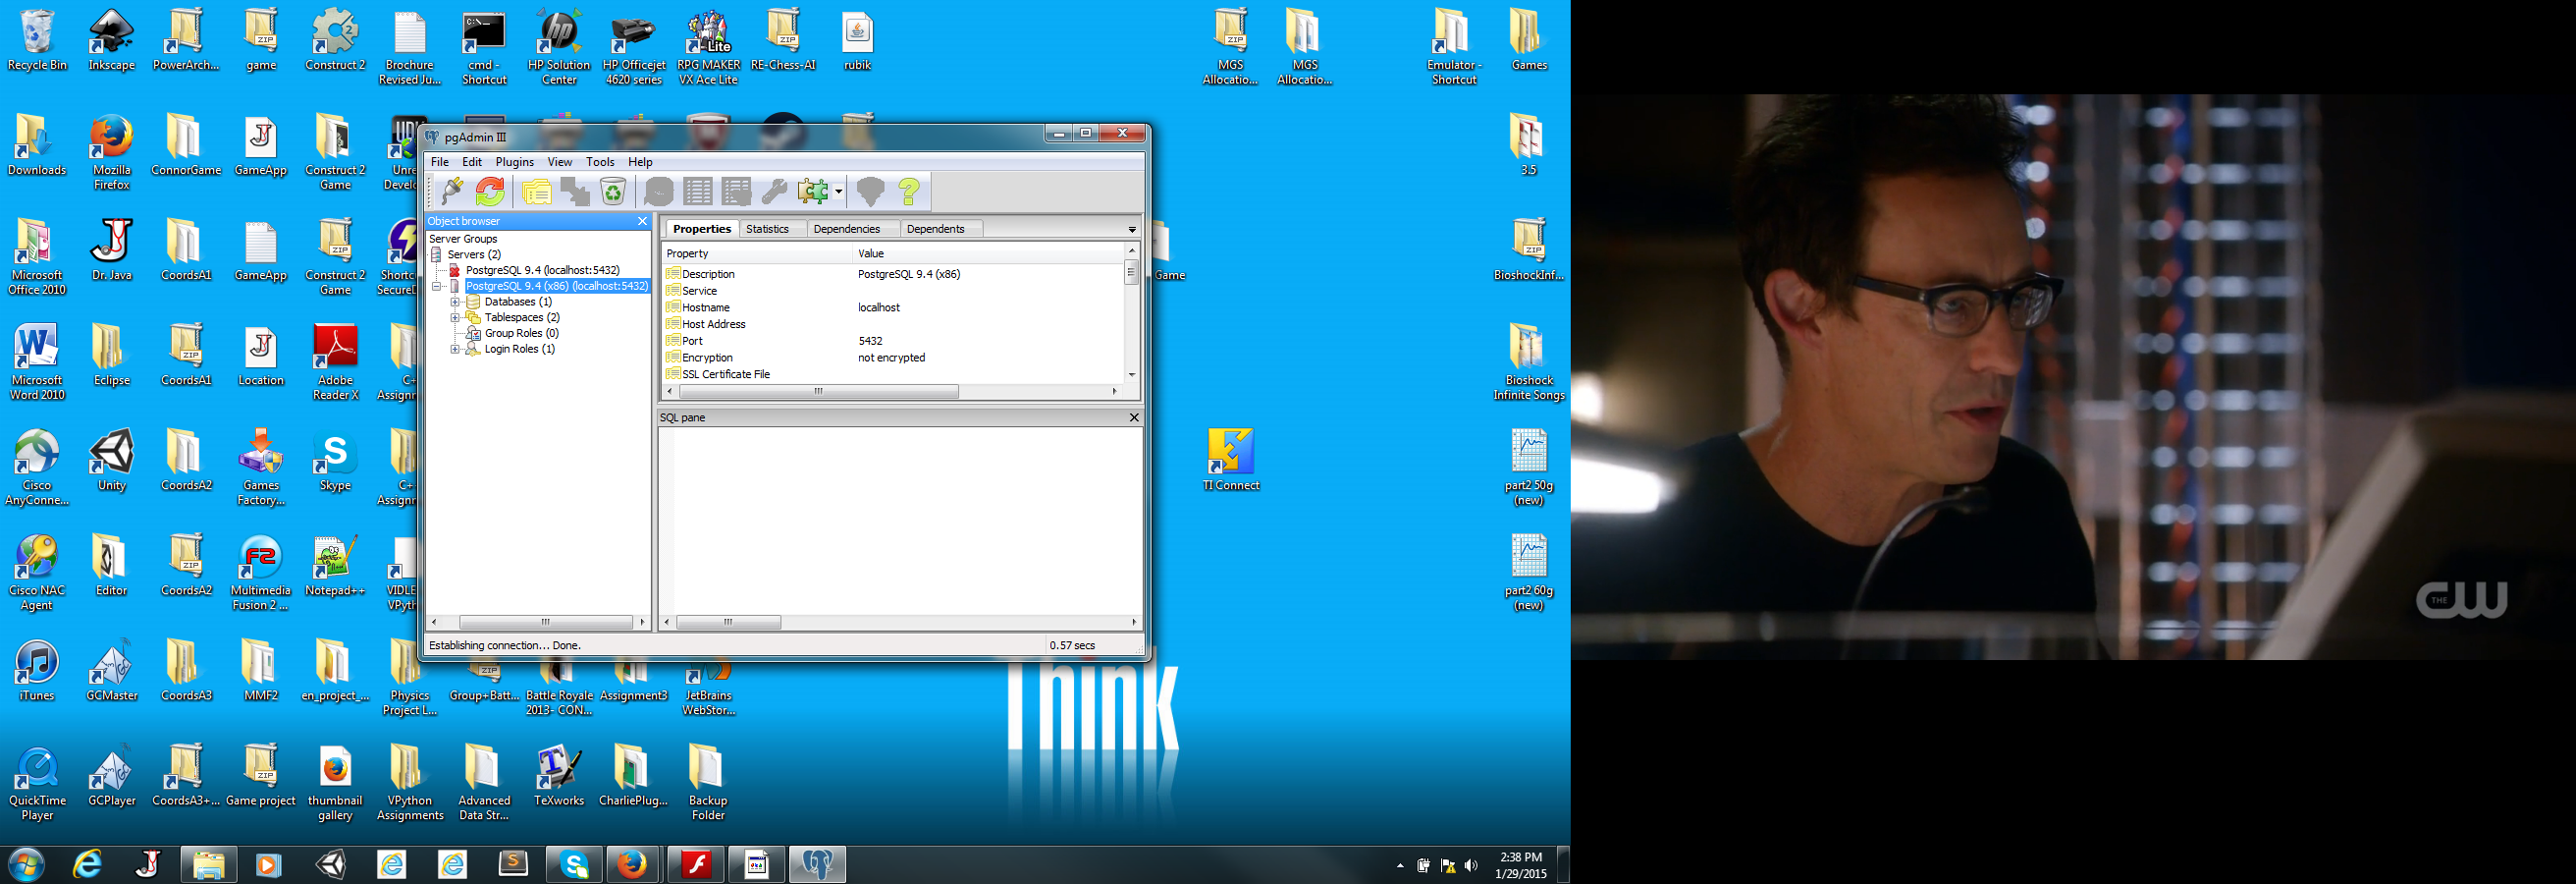 Recycle Bin
Inkscape
PowerArch...
game
Construct 2
Brochure
Revised Ju...
cmd -
Shortcut
HP Solution
Center
HP Officejet
4620 series
RPG MAKER
VX Ace Lite
RE-Chess-AI
rubik
MGS
Allocatio...
MGS
Allocatio...
Emulator -
Shortcut
Games
Downloads
Mozilla
Firefox
ConnorGame
GameApp
Construct 2
Game
3.5
Microsoft
Office 2010
Dr. Java
CoordsA1
GameApp
Construct 2
Game
Game
BioshockInf...
Microsoft
Word 2010
Eclipse
CoordsA1
Location
Adobe
Reader X
Bioshock
Infinite Songs
Cisco
AnyConne...
Unity
CoordsA2
Games
Factory...
Skype
TI Connect
part2 50g
(new)
Cisco NAC
Agent
Editor
CoordsA2
Multimedia
Fusion 2 ...
Notepad++
part2 60g
(new)
iTunes
GCMaster
CoordsA3
MMF2
en_project_...
Physics
Project L...
Group+Batt...
Battle Royale
2013- CON...
Assignment3
JetBrains
WebStor...
QuickTime
Player
GCPlayer
CoordsA3+...
Game project
thumbnail
gallery
VPython
Assignments
Advanced
Data Str...
TeXworks
CharliePlug...
Backup
Folder
pgAdmin III
File Edit Plugins View Tools Help
Object browser
Server Groups
Servers (2)
PostgreSQL 9.4 (localhost:5432)
PostgreSQL 9.4 (x86) (localhost:5432)
Databases (1)
Tablespaces (2)
Group Roles (0)
Login Roles (1)
Properties Statistics Dependencies Dependents
Property Value
Description PostgreSQL 9.4 (x86)
Service
Hostname localhost
Host Address
Port 5432
Encryption not encrypted
SSL Certificate File
SQL pane
Establishing connection... Done. 0.57 secs
Think
2:38 PM
1/29/2015
THE CW